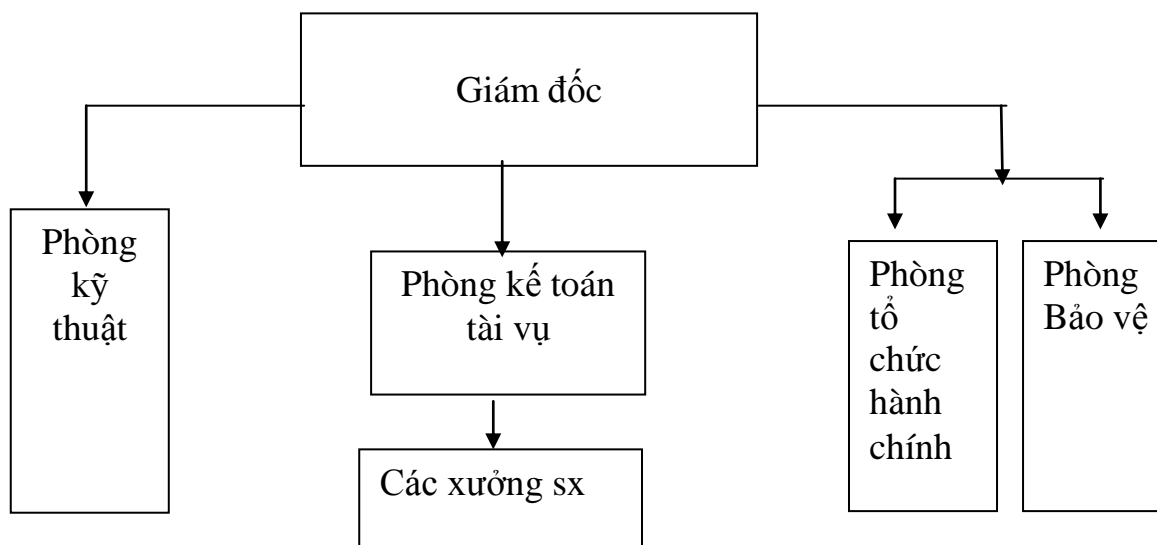 Giám đốc
Phòng
kỹ
thuật
Phòng kế toán
tài vụ
Các xưởng sx
Phòng
tổ
chức
hành
chính
Phòng
Bảo vệ